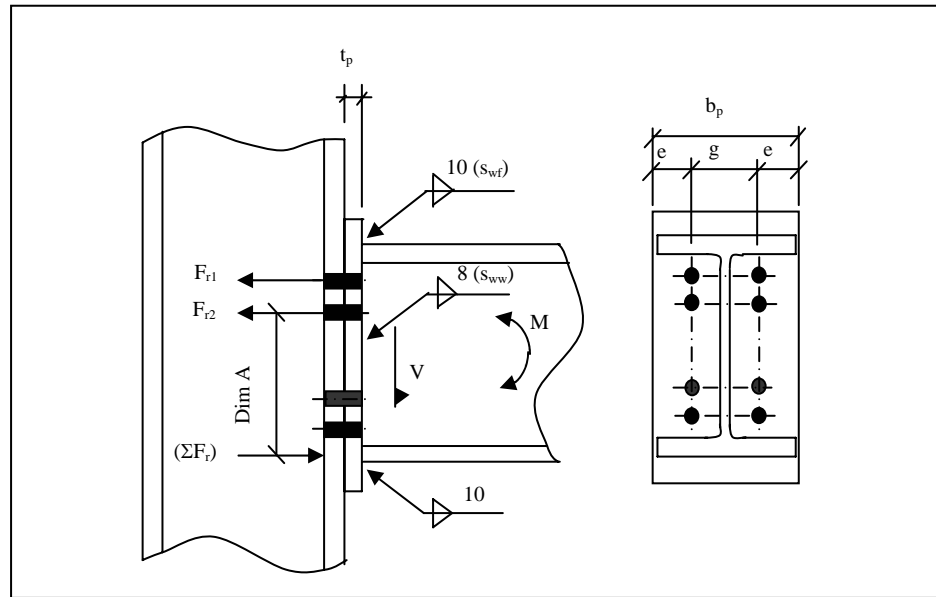 t_p
b_p
e g e
10 (s_wf)
F_r1
8 (s_ww)
F_r2
M
V
Dim A
(ΣF_r)
10